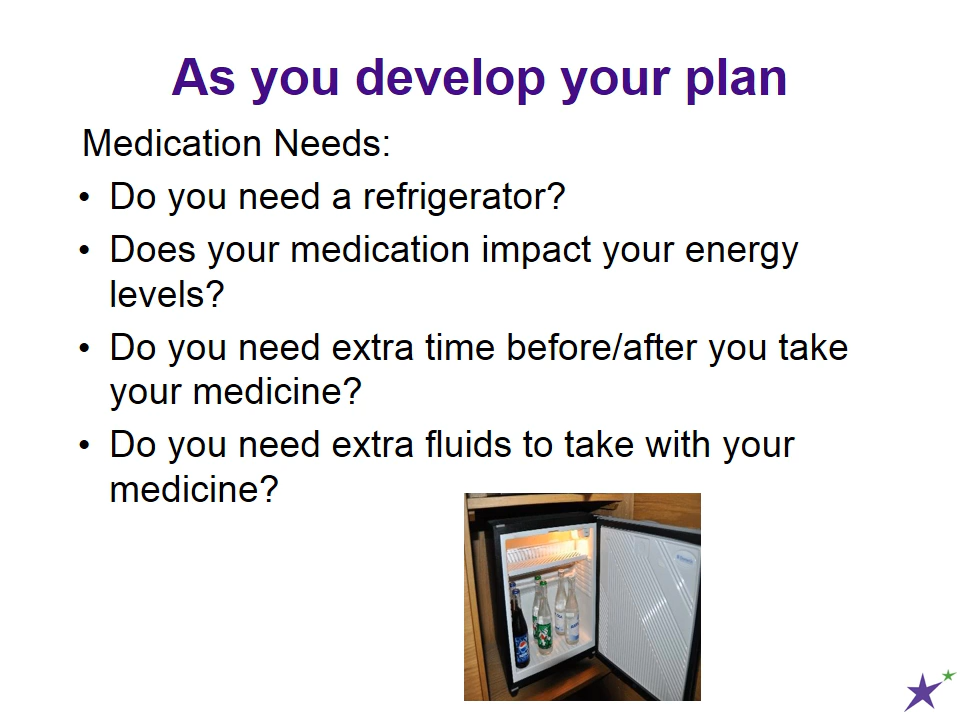 As you develop your plan
Medication Needs:
• Do you need a refrigerator?
• Does your medication impact your energy
levels?
• Do you need extra time before/after you take
your medicine?
• Do you need extra fluids to take with your
medicine?